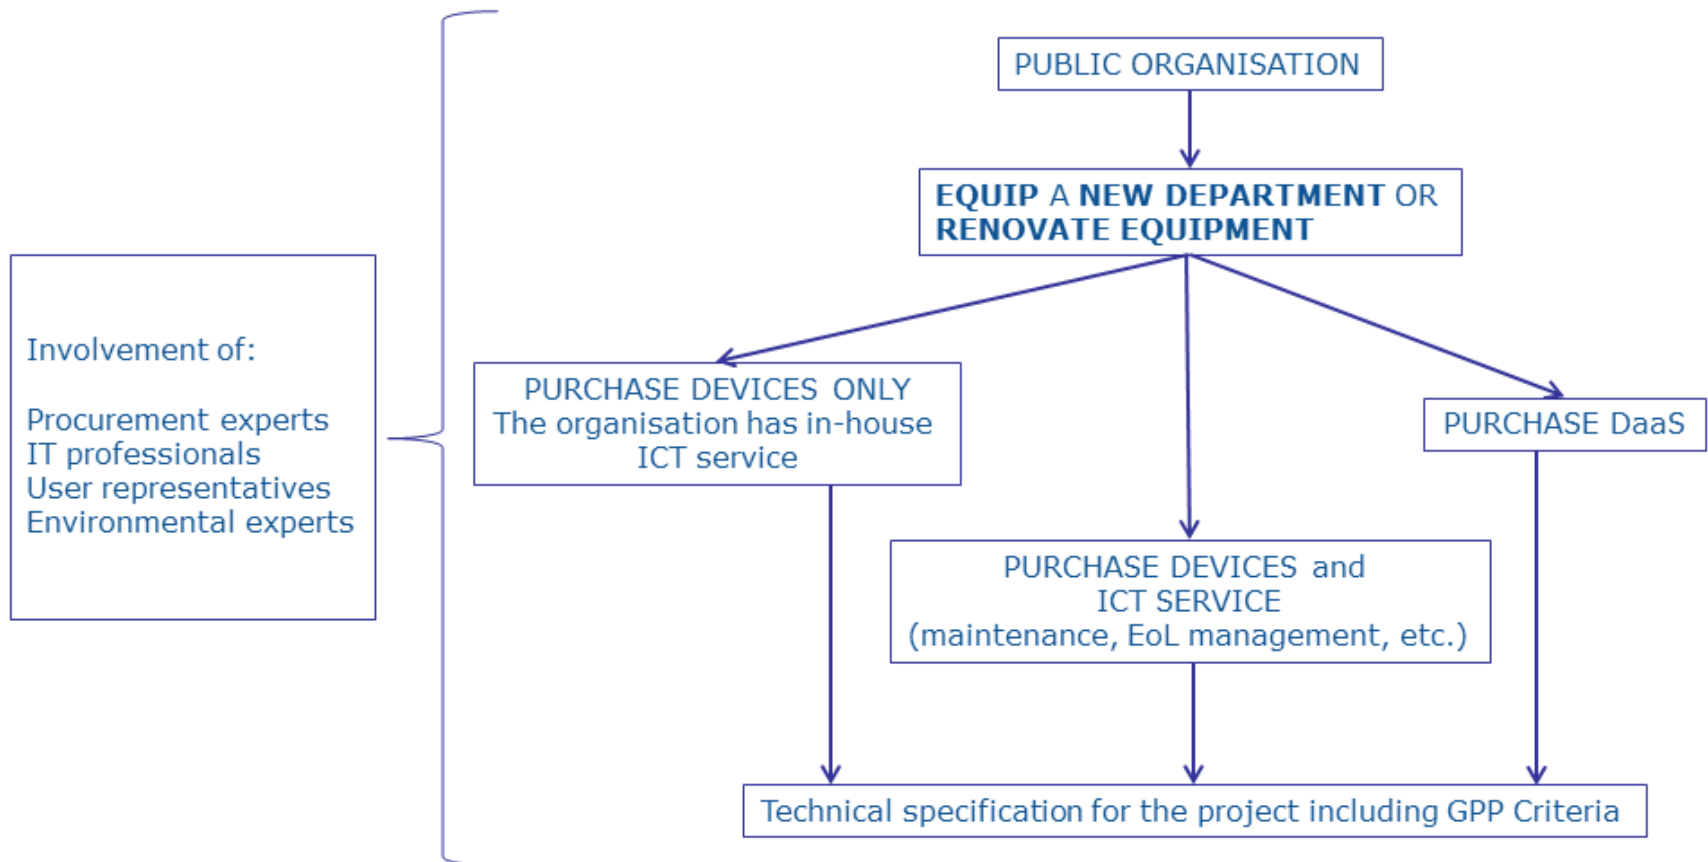 PUBLIC ORGANISATION
EQUIP A NEW DEPARTMENT OR
RENOVATE EQUIPMENT
Involvement of:
Procurement experts
IT professionals
User representatives
Environmental experts
PURCHASE DEVICES ONLY
The organisation has in-house
ICT service
PURCHASE DaaS
PURCHASE DEVICES and
ICT SERVICE
(maintenance, EoL management, etc.)
Technical specification for the project including GPP Criteria